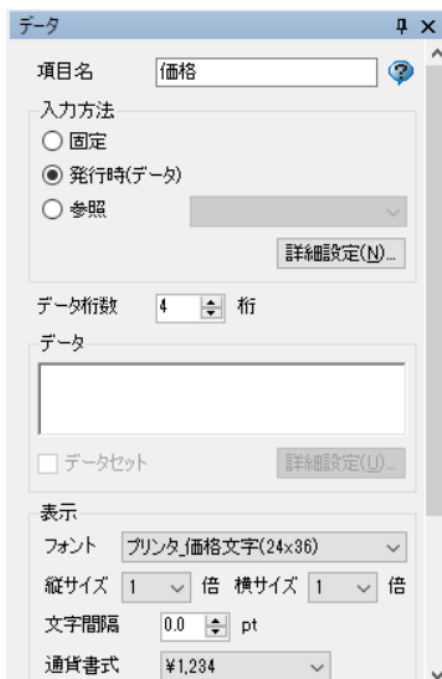 データ
項目名 価格
入力方法
固定
発行時(データ)
参照
詳細設定(N)...
データ桁数 4 桁
データ
データセット 詳細設定(U)...
表示
フォント プリンタ_価格文字(24x36)
縦サイズ 1 倍 横サイズ 1 倍
文字間隔 0.0 pt
通貨書式 ¥1,234